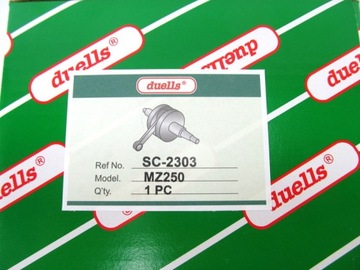 duells®
duells
duells®
Ref No. SC-2303
Model. MZ250
Q'ty. 1 PC
duells®
duells®